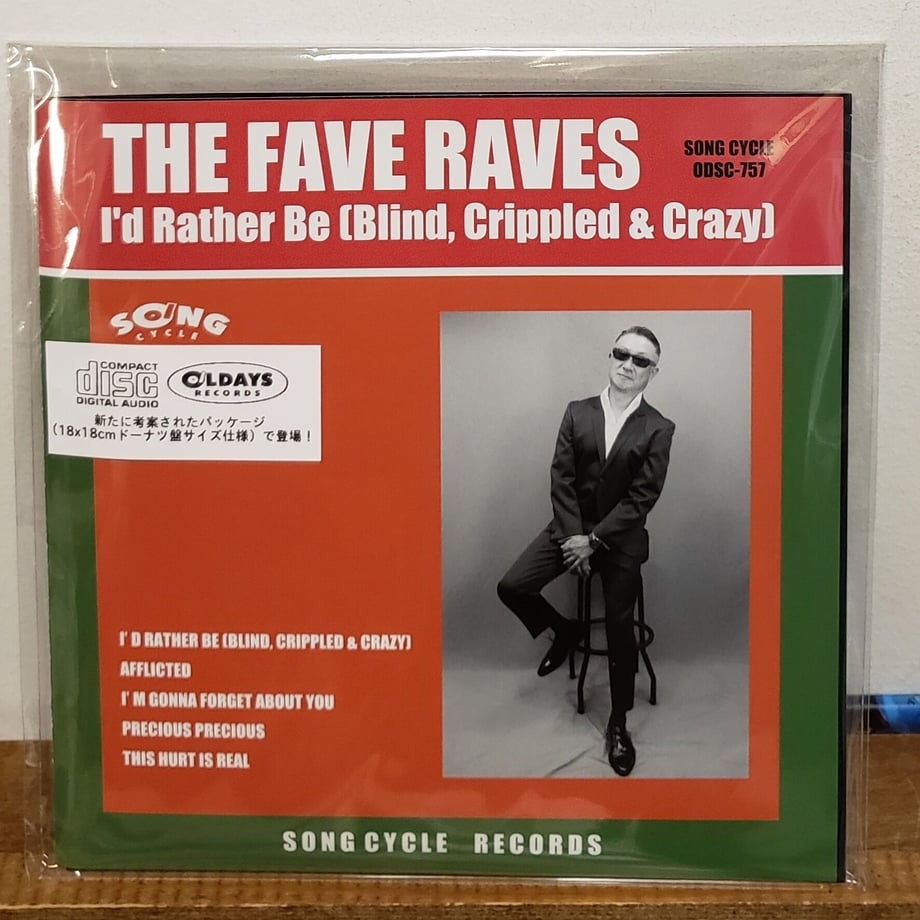 THE FAVE RAVES
SONG CYCLE
ODSC-757
I'd Rather Be (Blind, Crippled & Crazy)
SONG
CYCLE
COMPACT
disc
DIGITAL AUDIO
OLDAYS
RECORDS
新たに考案されたパッケージ
(18x18cmドーナツ盤サイズ仕様)で登場!
I' D RATHER BE (BLIND, CRIPPLED & CRAZY)
AFFLICTED
I' M GONNA FORGET ABOUT YOU
PRECIOUS PRECIOUS
THIS HURT IS REAL
SONG CYCLE RECORDS